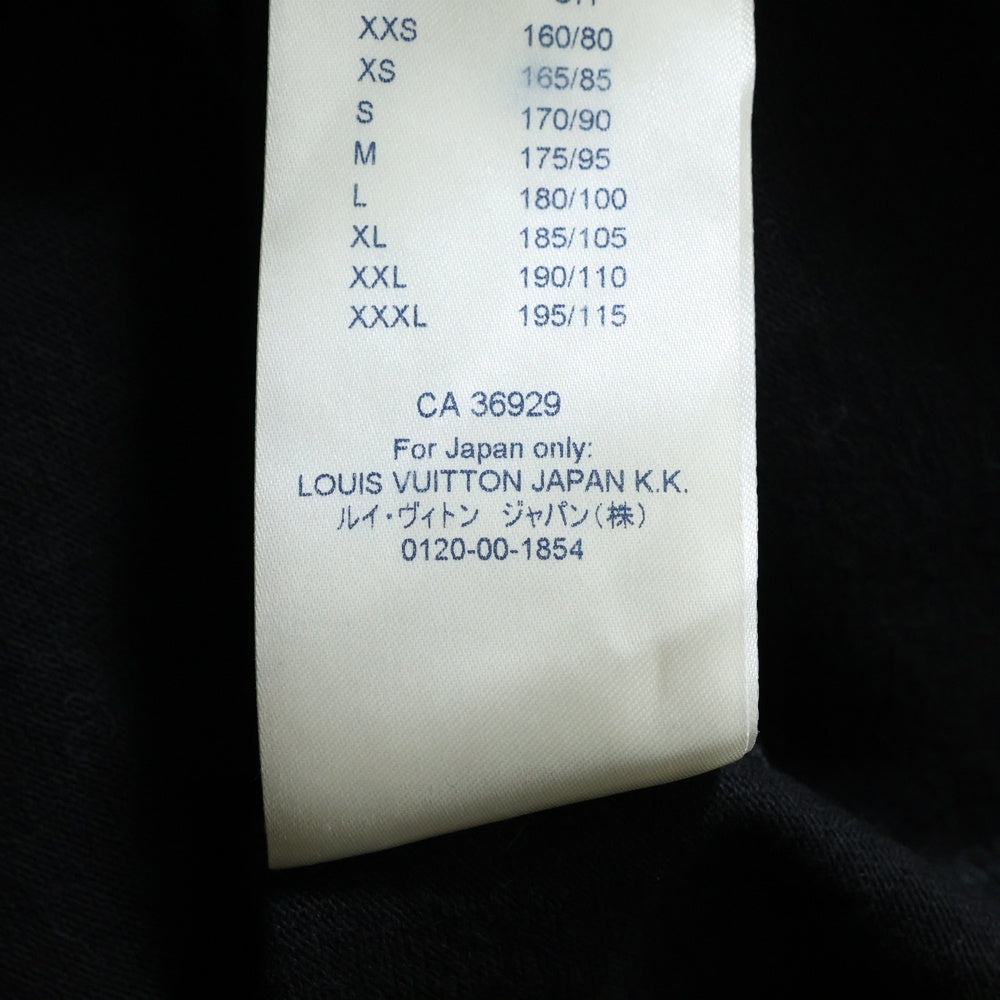 XXS 160/80
XS 165/85
S 170/90
M 175/95
L 180/100
XL 185/105
XXL 190/110
XXXL 195/115
CA 36929
For Japan only:
LOUIS VUITTON JAPAN K.K.
ルイ・ヴィトン ジャパン(株)
0120-00-1854